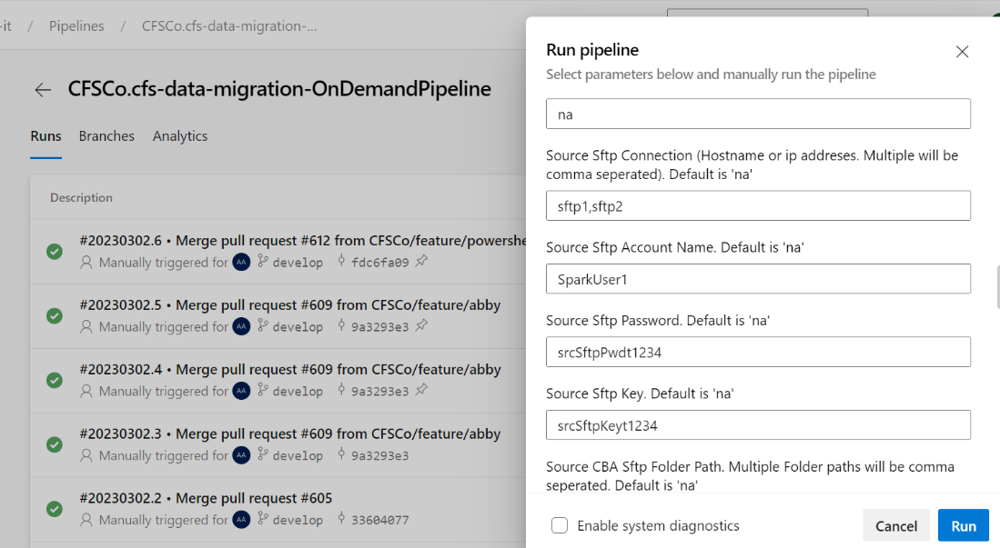 -it / Pipelines / CFSCo.cfs-data-migration-...
CFSCo.cfs-data-migration-OnDemandPipeline
Runs Branches Analytics
Description
#20230302.6 • Merge pull request #612 from CFSCo/feature/powershe
Manually triggered for AA develop fdc6fa09
#20230302.5 • Merge pull request #609 from CFSCo/feature/abby
Manually triggered for AA develop 9a3293e3
#20230302.4 • Merge pull request #609 from CFSCo/feature/abby
Manually triggered for AA develop 9a3293e3
#20230302.3 • Merge pull request #609 from CFSCo/feature/abby
Manually triggered for AA develop 9a3293e3
#20230302.2 • Merge pull request #605
Manually triggered for AA develop 33604077
Run pipeline
Select parameters below and manually run the pipeline
na
Source Sftp Connection (Hostname or ip addreses. Multiple will be
comma seperated). Default is 'na'
sftp1,sftp2
Source Sftp Account Name. Default is 'na'
SparkUser1
Source Sftp Password. Default is 'na'
srcSftpPwdt1234
Source Sftp Key. Default is 'na'
srcSftpKeyt1234
Source CBA Sftp Folder Path. Multiple Folder paths will be comma
seperated. Default is 'na'
Enable system diagnostics
Cancel
Run